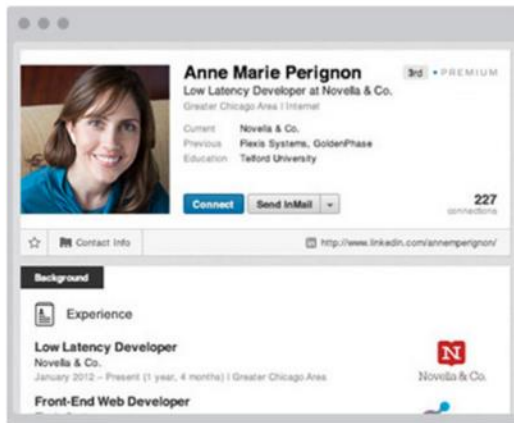 Anne Marie Perignon
3rd • PREMIUM
Low Latency Developer at Novella & Co.
Greater Chicago Area | Internet
Current Novella & Co.
Previous Flexis Systems, GoldenPhase
Education Telford University
Connect Send InMail
227
connections
Contact Info
http://www.linkedin.com/annemperignon/
Background
Experience
Low Latency Developer
Novella & Co.
January 2012 – Present (1 year, 4 months) | Greater Chicago Area
N
Novella & Co.
Front-End Web Developer